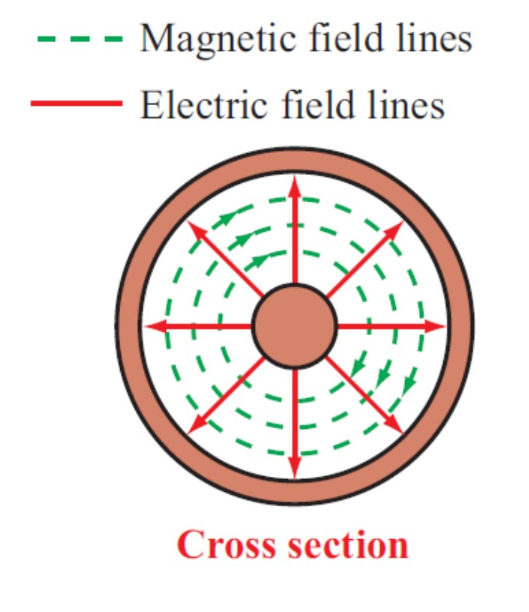 Magnetic field lines
Electric field lines
Cross section